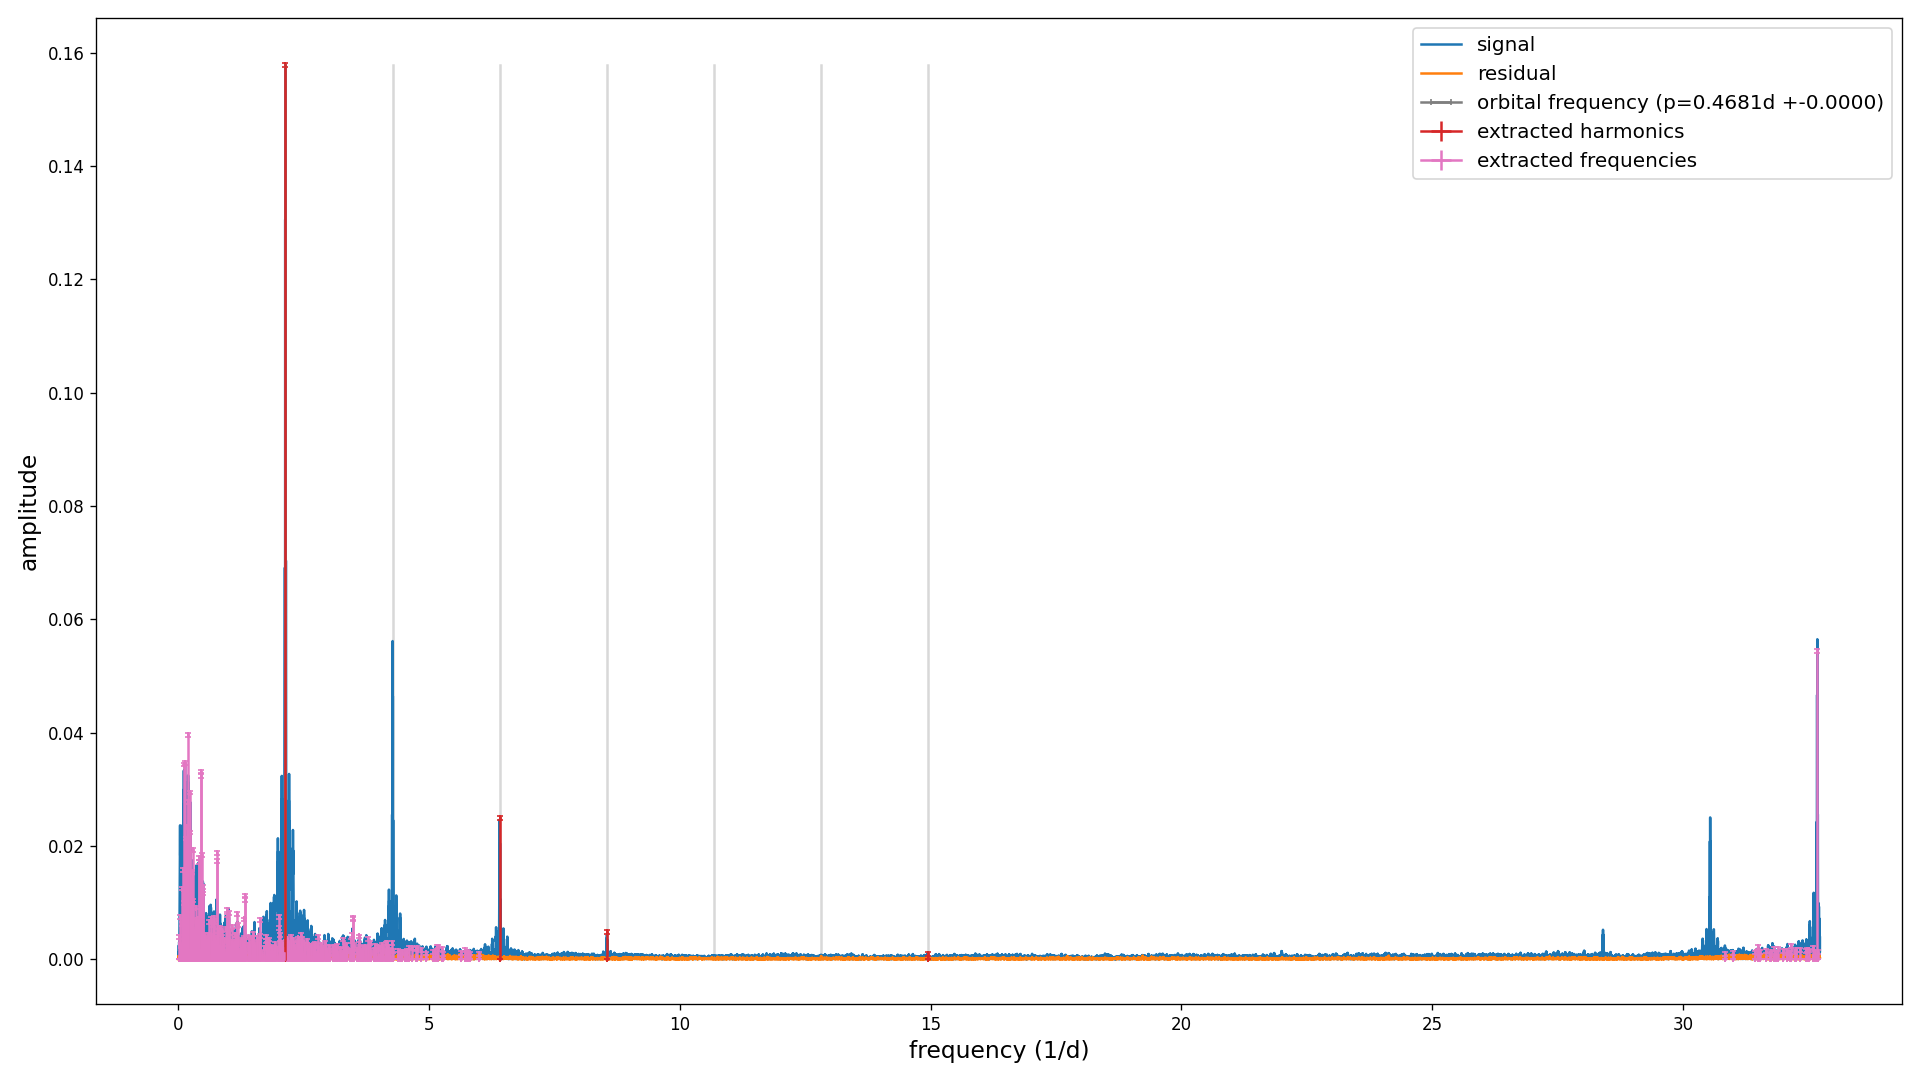 signal
residual
orbital frequency (p=0.4681d +-0.0000)
extracted harmonics
extracted frequencies
0.16
0.14
0.12
0.10
0.08
0.06
0.04
0.02
0.00
amplitude
0 5 10 15 20 25 30
frequency (1/d)